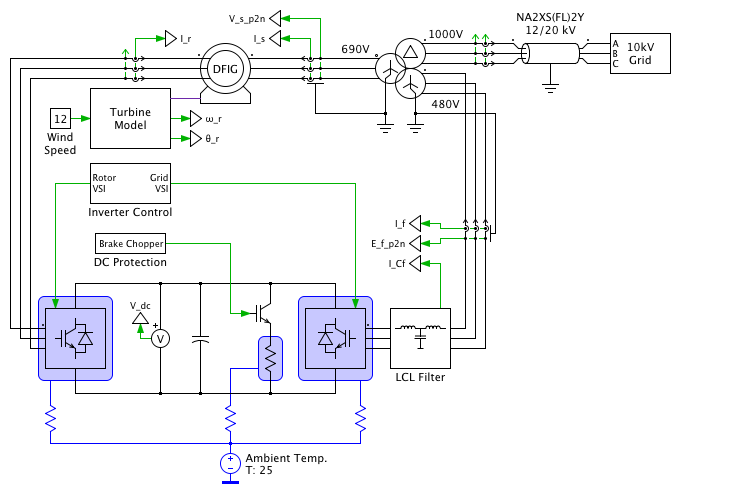 NA2XS(FL)2Y
12/20 kV
V_s_p2n
I_r
I_s
690V
1000V
A
B
C
10kV
Grid
DFIG
480V
12
Wind
Speed
Turbine
Model
ω_r
θ_r
Rotor
VSI
Grid
VSI
Inverter Control
I_f
E_f_p2n
I_Cf
Brake Chopper
DC Protection
V_dc
V
LCL Filter
Ambient Temp.
T: 25